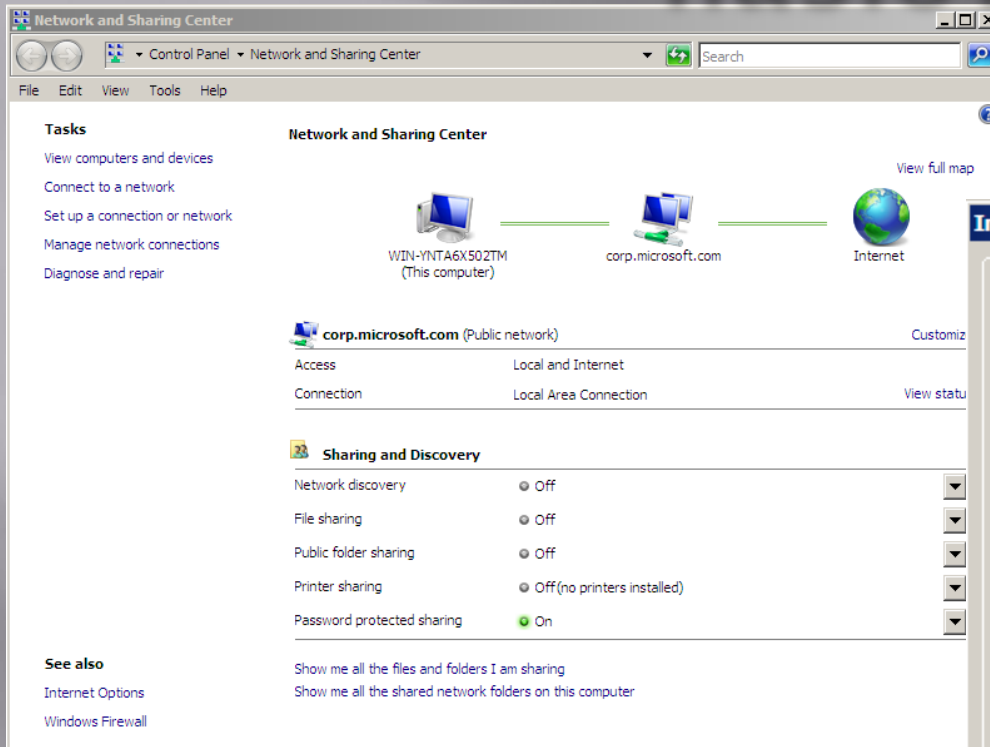 Network and Sharing Center
Control Panel Network and Sharing Center
Search
File Edit View Tools Help
Tasks
View computers and devices
Connect to a network
Set up a connection or network
Manage network connections
Diagnose and repair
Network and Sharing Center
View full map
WIN-YNTA6X502TM
(This computer)
corp.microsoft.com
Internet
corp.microsoft.com (Public network)
Customiz
Access Local and Internet
Connection Local Area Connection
View statu
Sharing and Discovery
Network discovery Off
File sharing Off
Public folder sharing Off
Printer sharing Off (no printers installed)
Password protected sharing On
Show me all the files and folders I am sharing
Show me all the shared network folders on this computer
See also
Internet Options
Windows Firewall